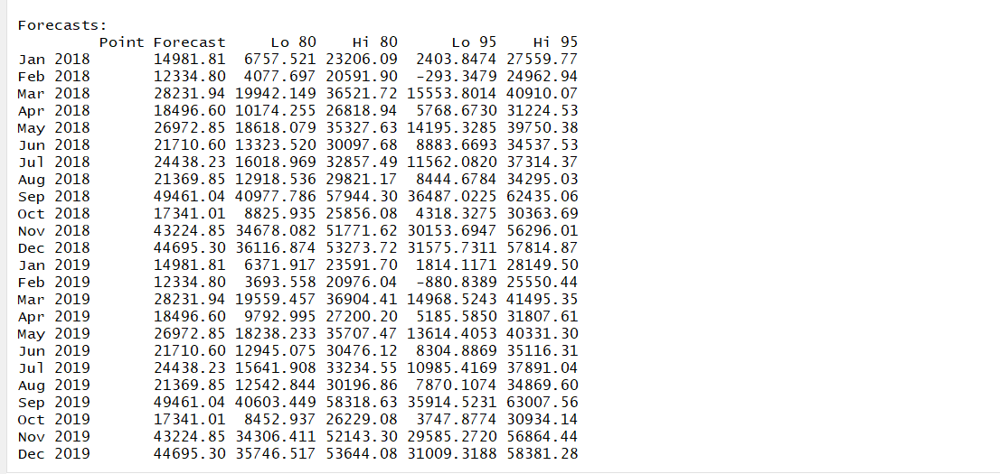 Forecasts:
         Point Forecast     Lo 80    Hi 80      Lo 95    Hi 95
Jan 2018       14981.81  6757.521 23206.09  2403.8474 27559.77
Feb 2018       12334.80  4077.697 20591.90  -293.3479 24962.94
Mar 2018       28231.94 19942.149 36521.72 15553.8014 40910.07
Apr 2018       18496.60 10174.255 26818.94  5768.6730 31224.53
May 2018       26972.85 18618.079 35327.63 14195.3285 39750.38
Jun 2018       21710.60 13323.520 30097.68  8883.6693 34537.53
Jul 2018       24438.23 16018.969 32857.49 11562.0820 37314.37
Aug 2018       21369.85 12918.536 29821.17  8444.6784 34295.03
Sep 2018       49461.04 40977.786 57944.30 36487.0225 62435.06
Oct 2018       17341.01  8825.935 25856.08  4318.3275 30363.69
Nov 2018       43224.85 34678.082 51771.62 30153.6947 56296.01
Dec 2018       44695.30 36116.874 53273.72 31575.7311 57814.87
Jan 2019       14981.81  6371.917 23591.70  1814.1171 28149.50
Feb 2019       12334.80  3693.558 20976.04  -880.8389 25550.44
Mar 2019       28231.94 19559.457 36904.41 14968.5243 41495.35
Apr 2019       18496.60  9792.995 27200.20  5185.5850 31807.61
May 2019       26972.85 18238.233 35707.47 13614.4053 40331.30
Jun 2019       21710.60 12945.075 30476.12  8304.8869 35116.31
Jul 2019       24438.23 15641.908 33234.55 10985.4169 37891.04
Aug 2019       21369.85 12542.844 30196.86  7870.1074 34869.60
Sep 2019       49461.04 40603.449 58318.63 35914.5231 63007.56
Oct 2019       17341.01  8452.937 26229.08  3747.8774 30934.14
Nov 2019       43224.85 34306.411 52143.30 29585.2720 56864.44
Dec 2019       44695.30 35746.517 53644.08 31009.3188 58381.28